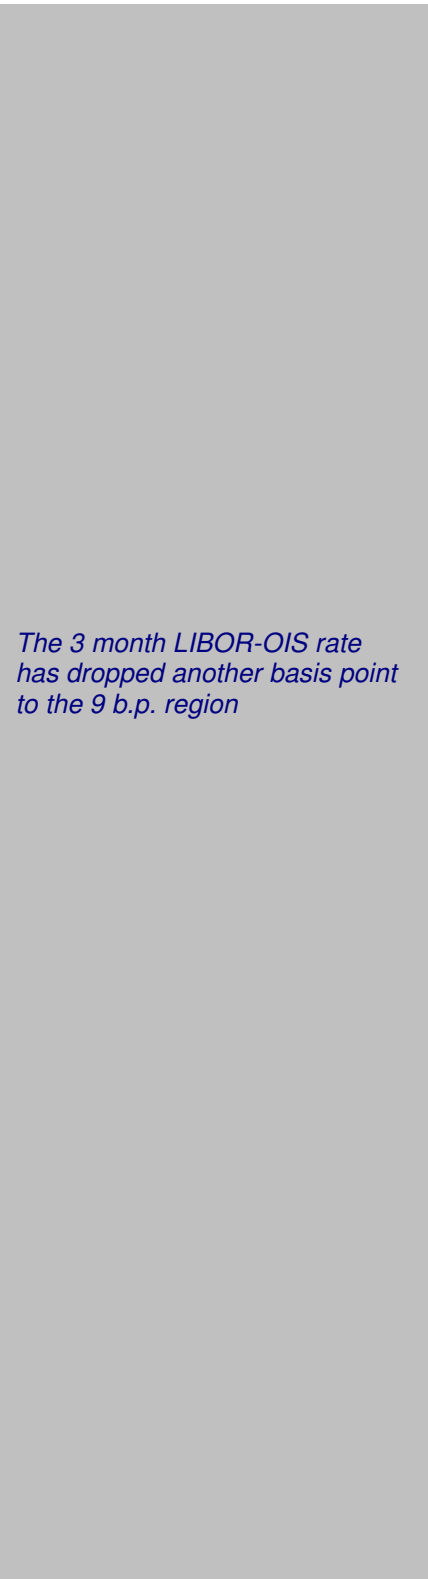 The 3 month LIBOR-OIS rate
has dropped another basis point
to the 9 b.p. region